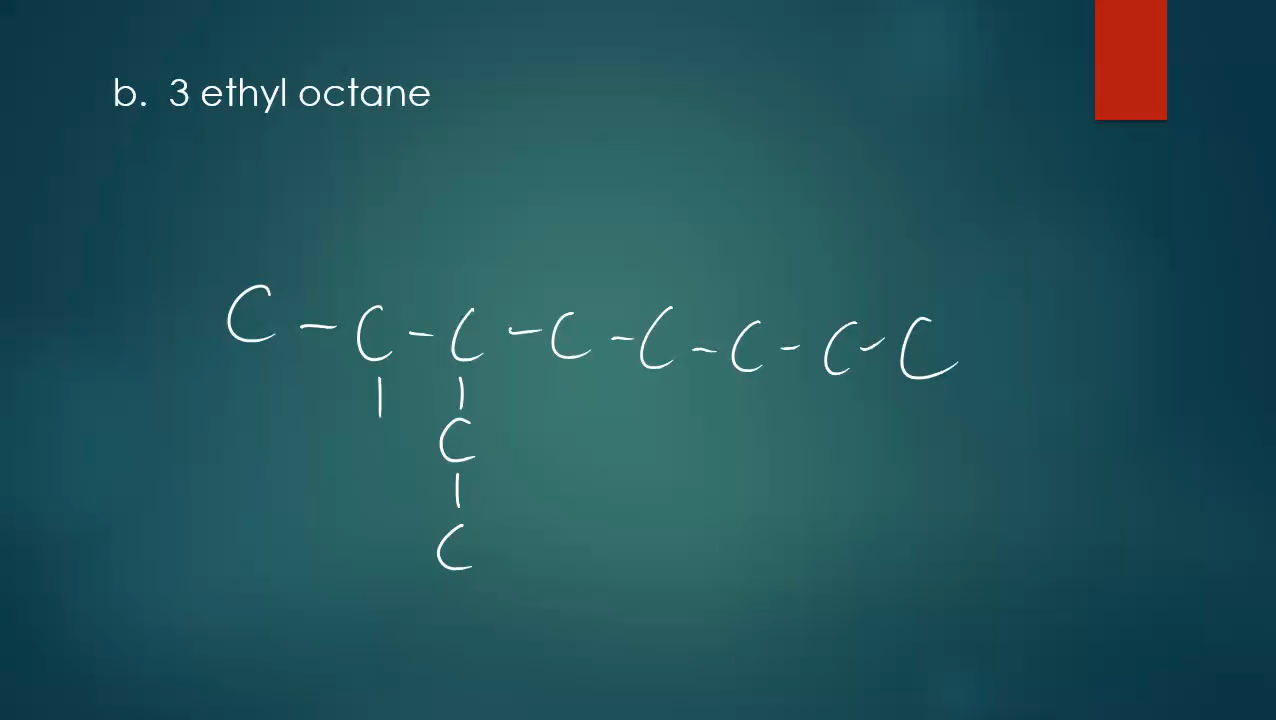 b. 3 ethyl octane
C - C - C - C - C - C - C - C
C
C